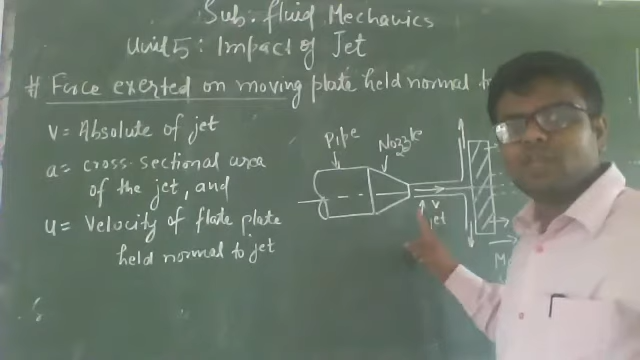 Sub: fluid Mechanics
Unit 5: Impact of Jet
# Force exerted on moving plate held normal to
V = Absolute of jet
a = cross-sectional area
of the jet, and
u = Velocity of flate plate
held normal to jet
Pipe
Nozzle
V
jet